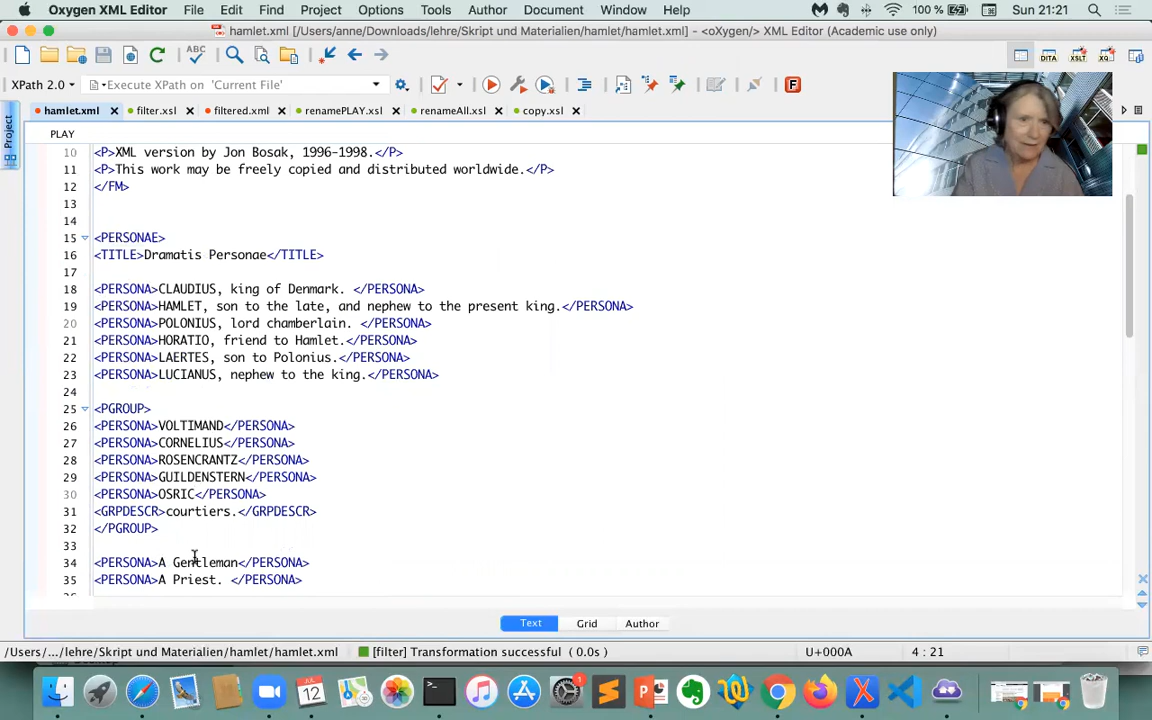 Oxygen XML Editor File Edit Find Project Options Tools Author Document Window Help 100 % Sun 21:21
hamlet.xml [/Users/anne/Downloads/lehre/Skript und Materialien/hamlet/hamlet.xml] - <oXygen/> XML Editor (Academic use only)
ABC DITA XSLT XQ
XPath 2.0 Execute XPath on 'Current File' F
Project hamlet.xml filter.xsl filtered.xml renamePLAY.xsl renameAll.xsl copy.xsl
PLAY
10 <P>XML version by Jon Bosak, 1996-1998.</P>
11 <P>This work may be freely copied and distributed worldwide.</P>
12 </FM>
13
14
15 <PERSONAE>
16 <TITLE>Dramatis Personae</TITLE>
17
18 <PERSONA>CLAUDIUS, king of Denmark. </PERSONA>
19 <PERSONA>HAMLET, son to the late, and nephew to the present king.</PERSONA>
20 <PERSONA>POLONIUS, lord chamberlain. </PERSONA>
21 <PERSONA>HORATIO, friend to Hamlet.</PERSONA>
22 <PERSONA>LAERTES, son to Polonius.</PERSONA>
23 <PERSONA>LUCIANUS, nephew to the king.</PERSONA>
24
25 <PGROUP>
26 <PERSONA>VOLTIMAND</PERSONA>
27 <PERSONA>CORNELIUS</PERSONA>
28 <PERSONA>ROSENCRANTZ</PERSONA>
29 <PERSONA>GUILDENSTERN</PERSONA>
30 <PERSONA>OSRIC</PERSONA>
31 <GRPDESCR>courtiers.</GRPDESCR>
32 </PGROUP>
33
34 <PERSONA>A Gentleman</PERSONA>
35 <PERSONA>A Priest. </PERSONA>
Text Grid Author
/Users/.../lehre/Skript und Materialien/hamlet/hamlet.xml [filter] Transformation successful (0.0s) U+000A 4 : 21
JUL 12 1